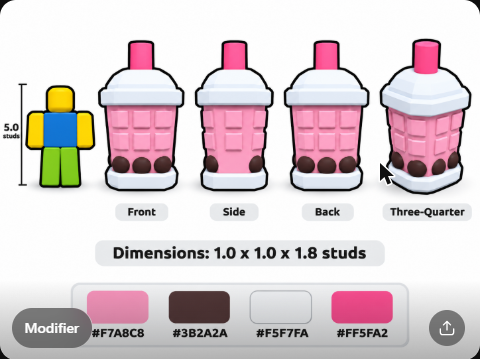 5.0
studs
Front
Side
Back
Three-Quarter
Dimensions: 1.0 x 1.0 x 1.8 studs
Modifier
#F7A8C8
#3B2A2A
#F5F7FA
#FF5FA2